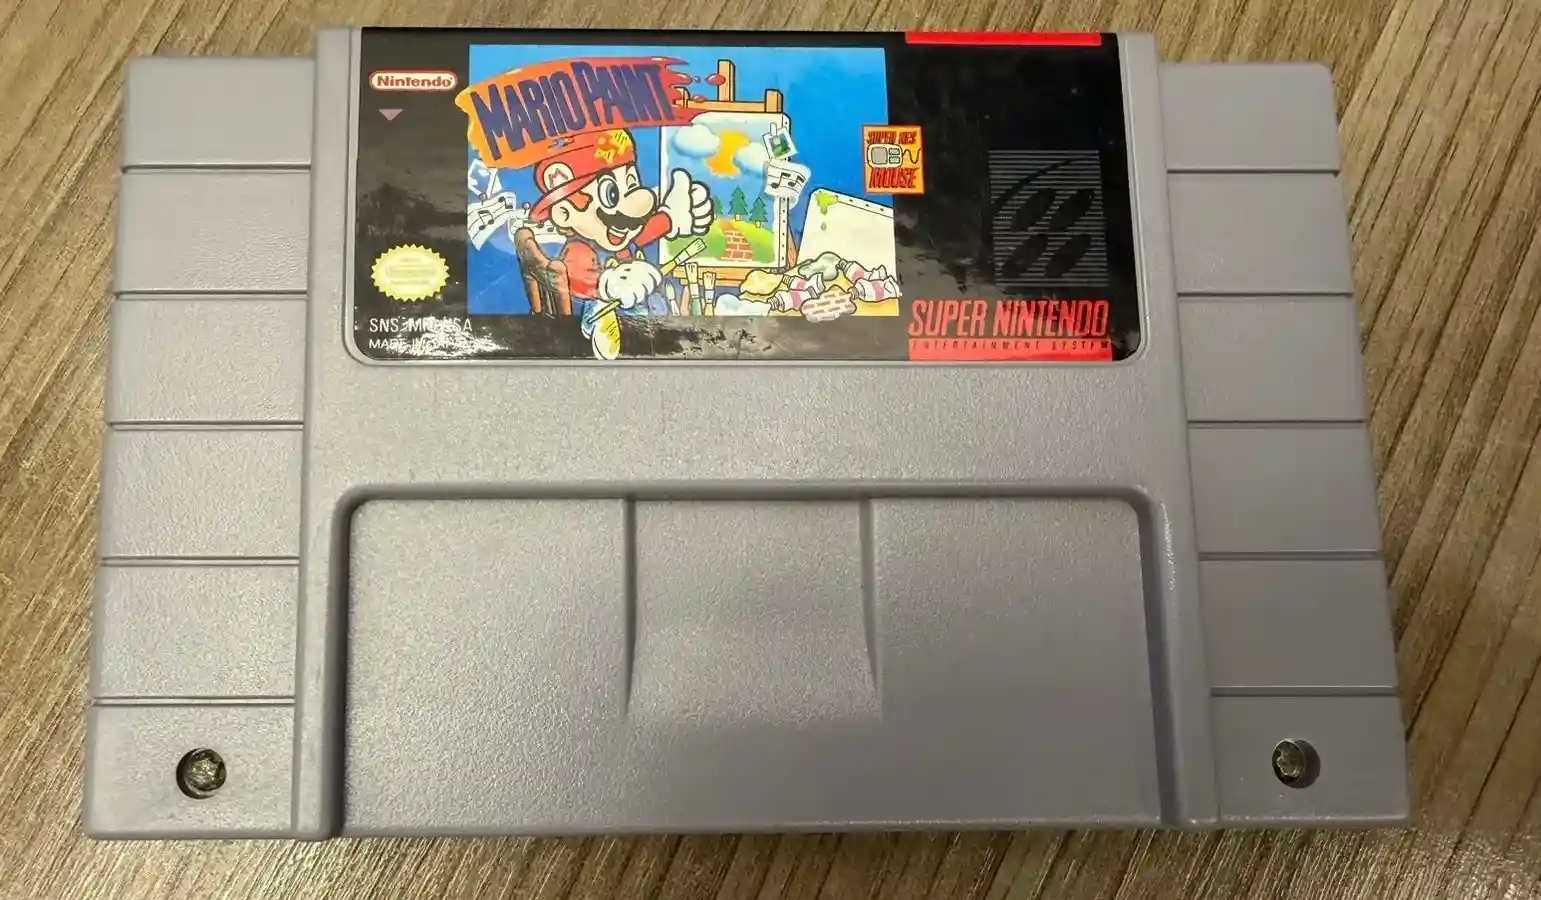 Nintendo
MARIO PAINT
SUPER NES
MOUSE
SUPER NINTENDO
ENTERTAINMENT SYSTEM
M